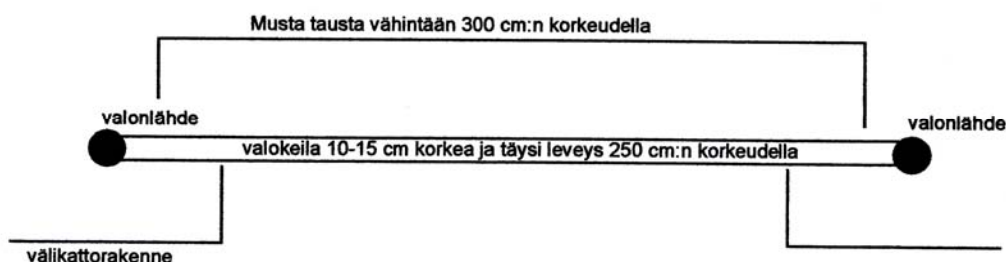 Musta tausta vähintään 300 cm:n korkeudella
valonlähde
valonlähde
valokeila 10-15 cm korkea ja täysi leveys 250 cm:n korkeudella
välikattorakenne